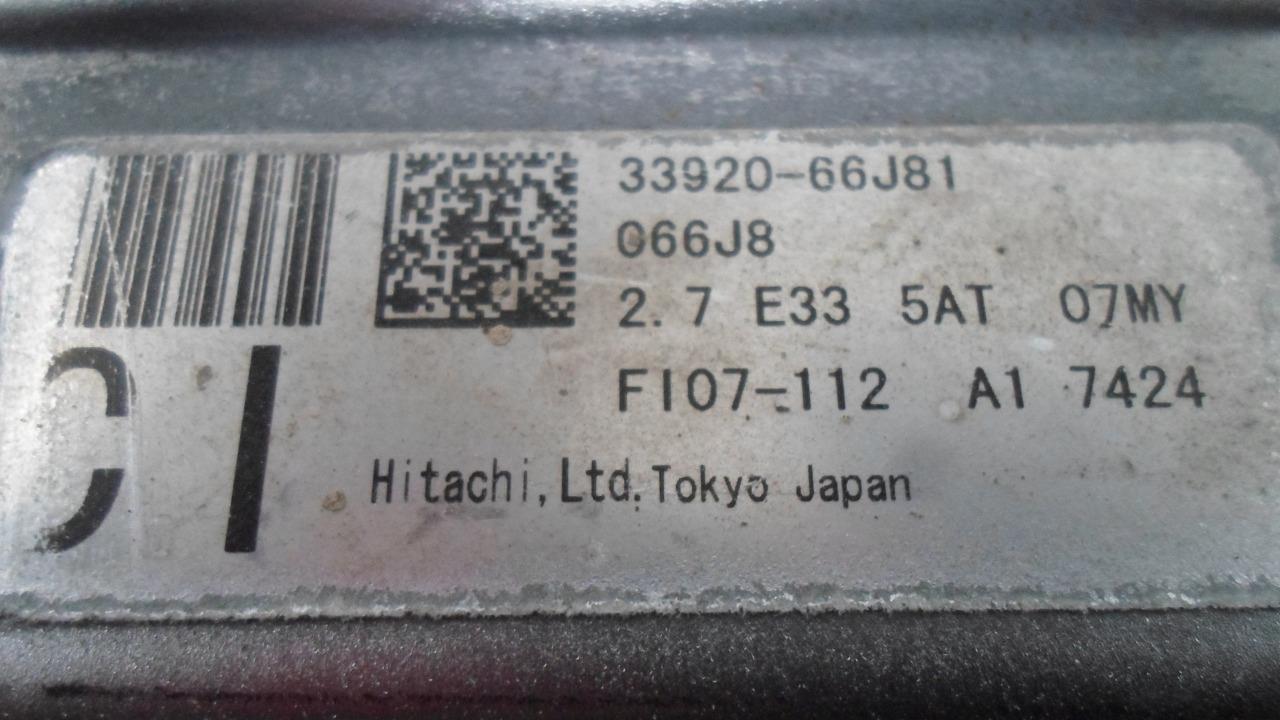 33920-66J81
066J8
2.7 E33 5AT 07MY
FI07-112 A1 7424
Hitachi,Ltd.Tokyo Japan